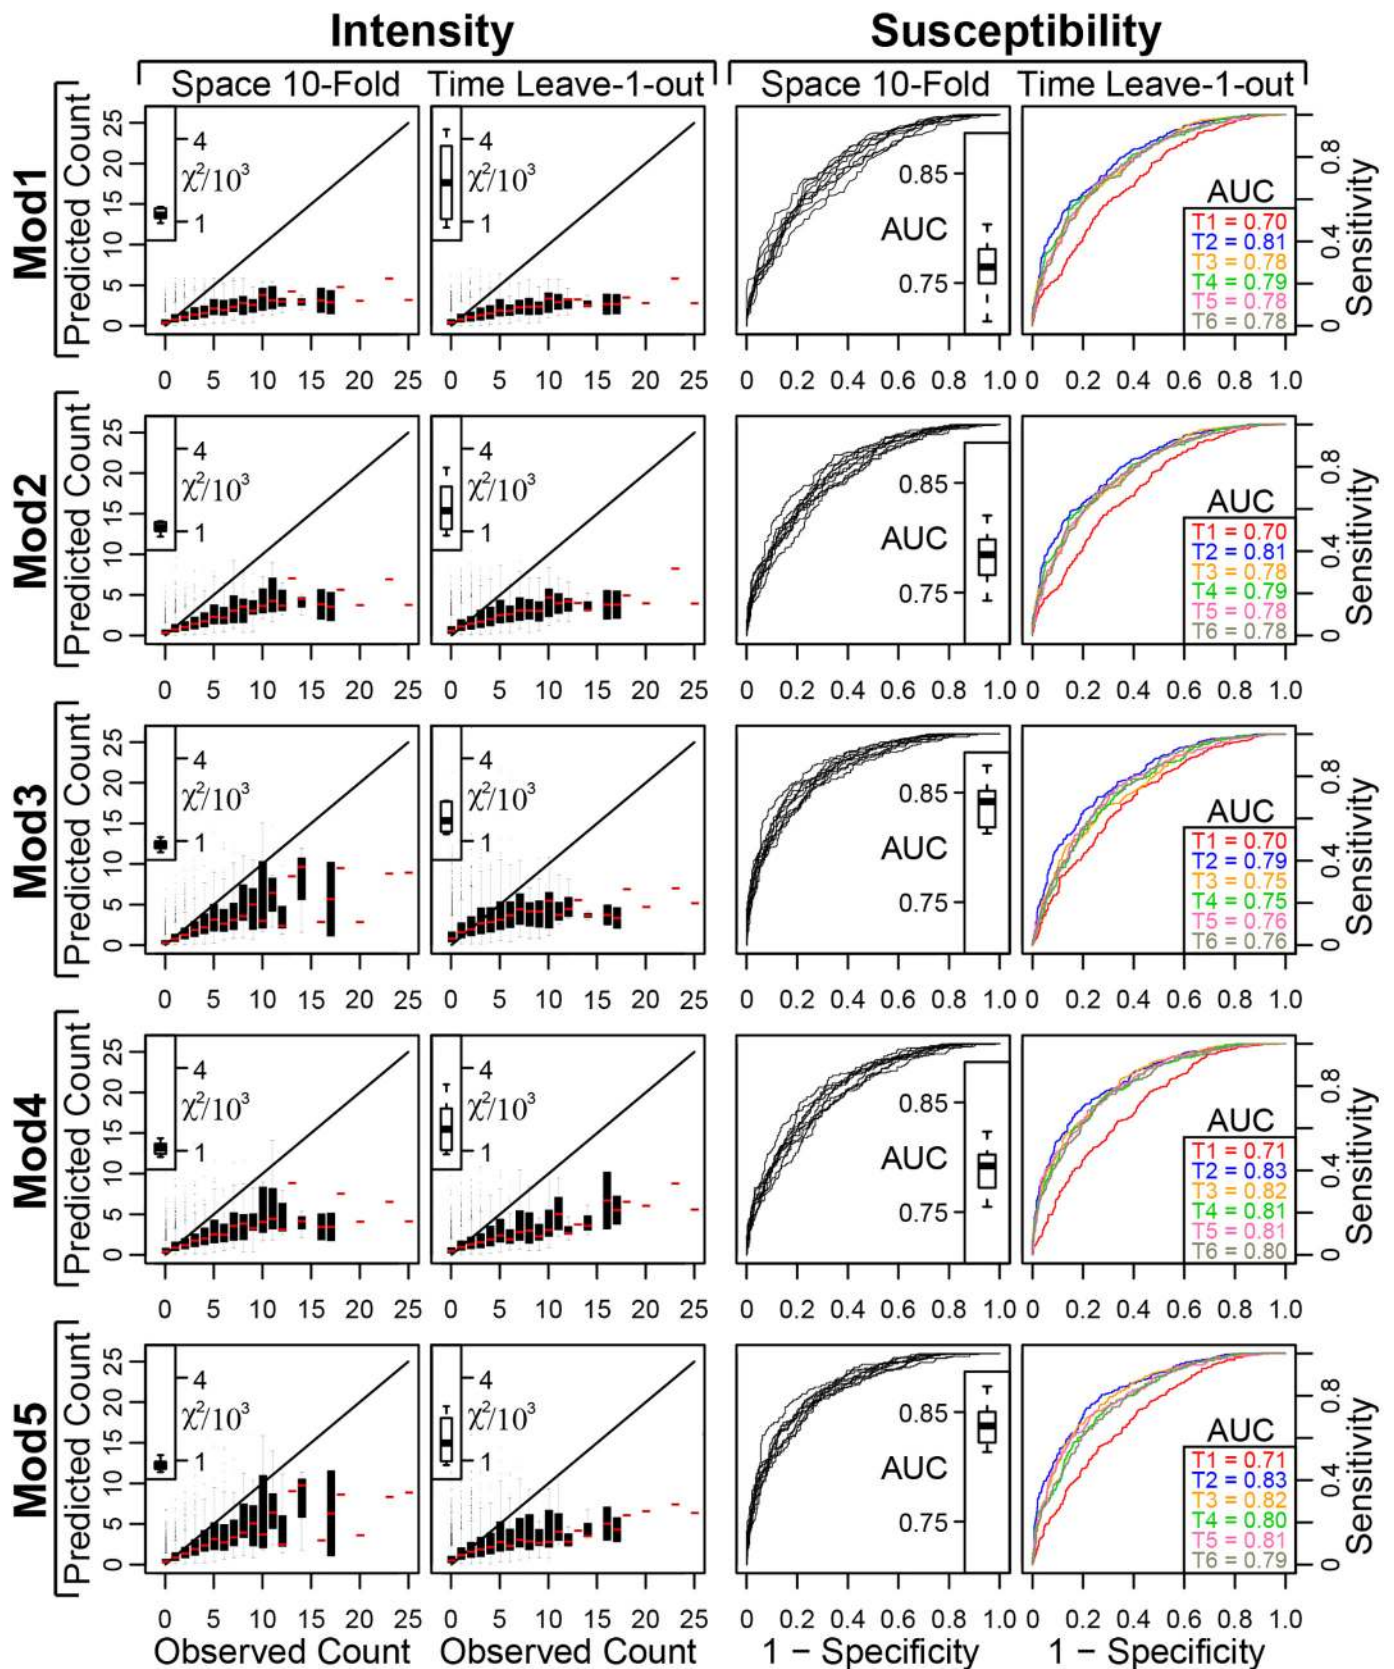 Intensity Susceptibility
Space 10-Fold Time Leave-1-out Space 10-Fold Time Leave-1-out
Mod1
Predicted Count
25
20
15
10
5
0
4
χ²/10³
1
4
χ²/10³
1
0.85
AUC
0.75
AUC
T1 = 0.70
T2 = 0.81
T3 = 0.78
T4 = 0.79
T5 = 0.78
T6 = 0.78
0.8
0.4
0
Sensitivity
0 5 10 15 20 25 0 5 10 15 20 25 0 0.2 0.4 0.6 0.8 1.0 0 0.2 0.4 0.6 0.8 1.0
Mod2
Predicted Count
25
20
15
10
5
0
4
χ²/10³
1
4
χ²/10³
1
0.85
AUC
0.75
AUC
T1 = 0.70
T2 = 0.81
T3 = 0.78
T4 = 0.79
T5 = 0.78
T6 = 0.78
0.8
0.4
0
Sensitivity
0 5 10 15 20 25 0 5 10 15 20 25 0 0.2 0.4 0.6 0.8 1.0 0 0.2 0.4 0.6 0.8 1.0
Mod3
Predicted Count
25
20
15
10
5
0
4
χ²/10³
1
4
χ²/10³
1
0.85
AUC
0.75
AUC
T1 = 0.70
T2 = 0.79
T3 = 0.75
T4 = 0.75
T5 = 0.76
T6 = 0.76
0.8
0.4
0
Sensitivity
0 5 10 15 20 25 0 5 10 15 20 25 0 0.2 0.4 0.6 0.8 1.0 0 0.2 0.4 0.6 0.8 1.0
Mod4
Predicted Count
25
20
15
10
5
0
4
χ²/10³
1
4
χ²/10³
1
0.85
AUC
0.75
AUC
T1 = 0.71
T2 = 0.83
T3 = 0.82
T4 = 0.81
T5 = 0.81
T6 = 0.80
0.8
0.4
0
Sensitivity
0 5 10 15 20 25 0 5 10 15 20 25 0 0.2 0.4 0.6 0.8 1.0 0 0.2 0.4 0.6 0.8 1.0
Mod5
Predicted Count
25
20
15
10
5
0
4
χ²/10³
1
4
χ²/10³
1
0.85
AUC
0.75
AUC
T1 = 0.71
T2 = 0.83
T3 = 0.82
T4 = 0.80
T5 = 0.81
T6 = 0.79
0.8
0.4
0
Sensitivity
0 5 10 15 20 25 0 5 10 15 20 25 0 0.2 0.4 0.6 0.8 1.0 0 0.2 0.4 0.6 0.8 1.0
Observed Count Observed Count 1 − Specificity 1 − Specificity